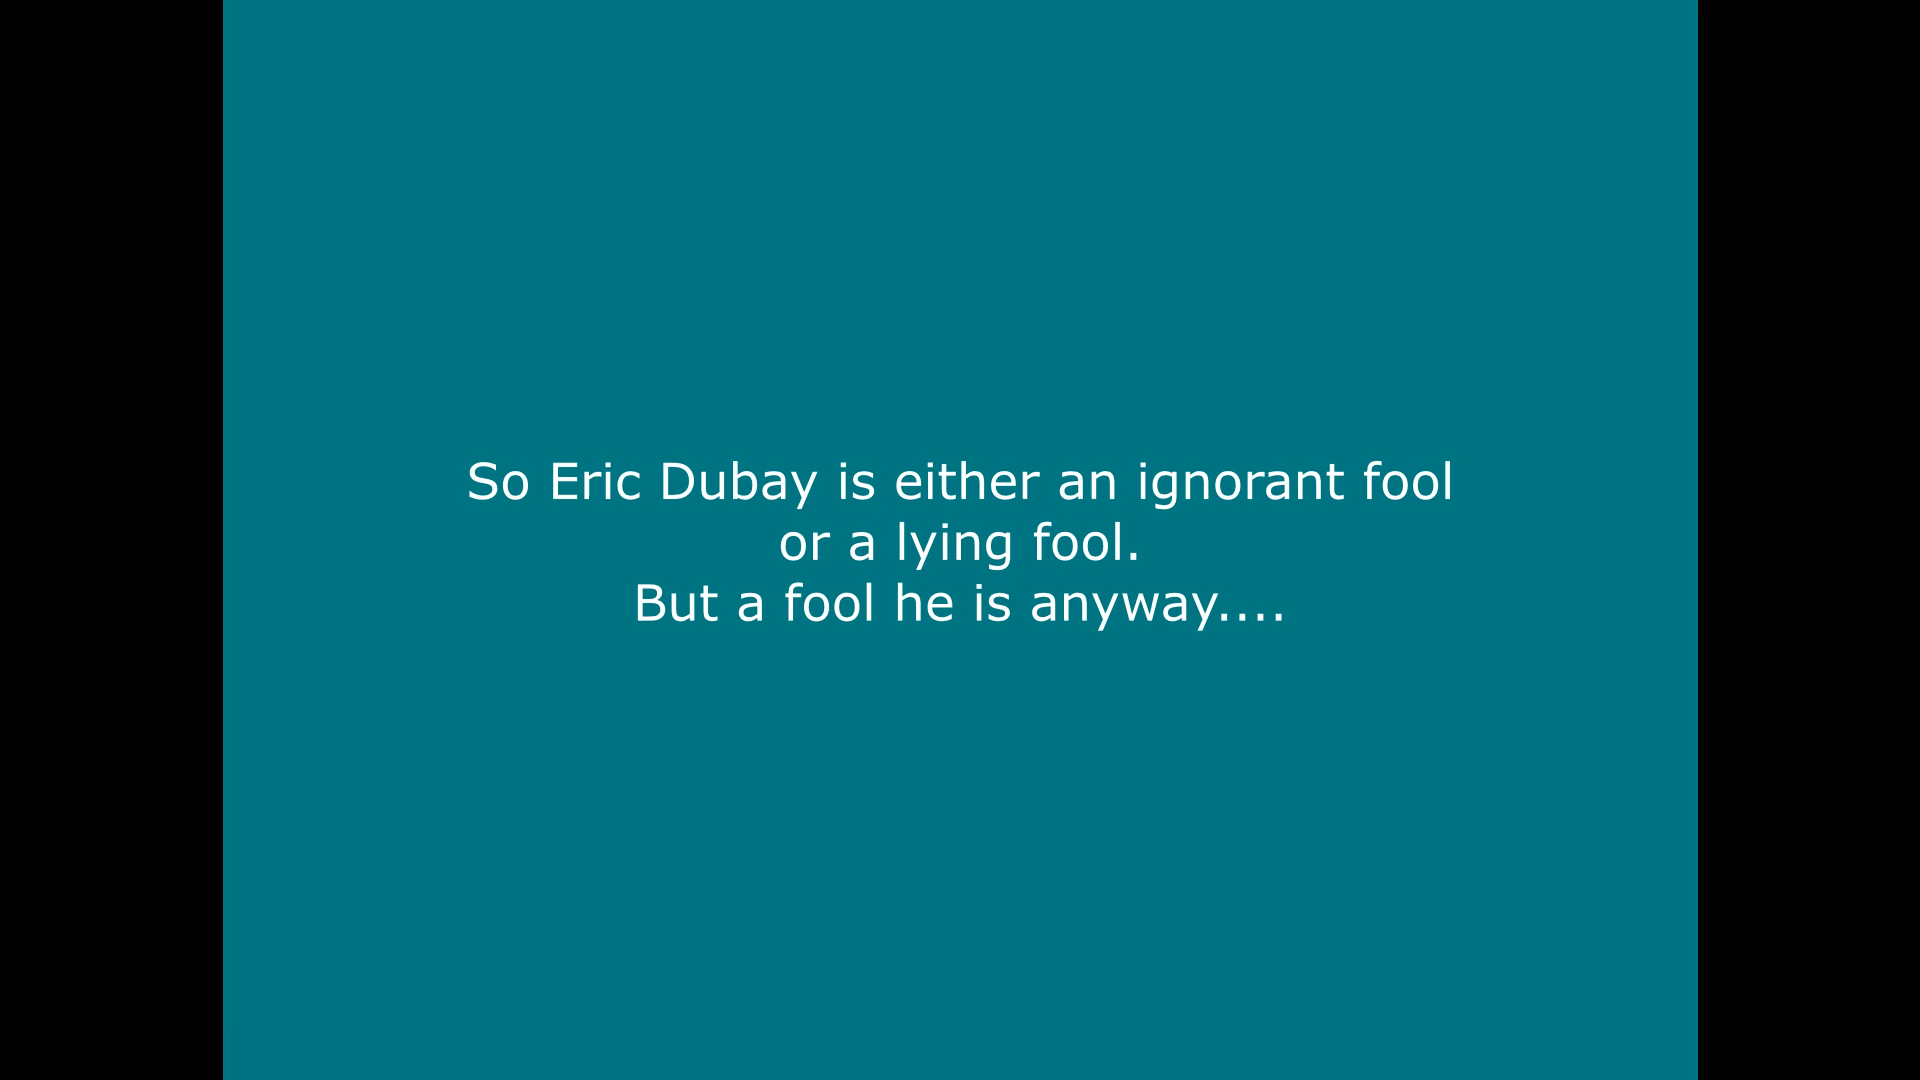 So Eric Dubay is either an ignorant fool
or a lying fool.
But a fool he is anyway....